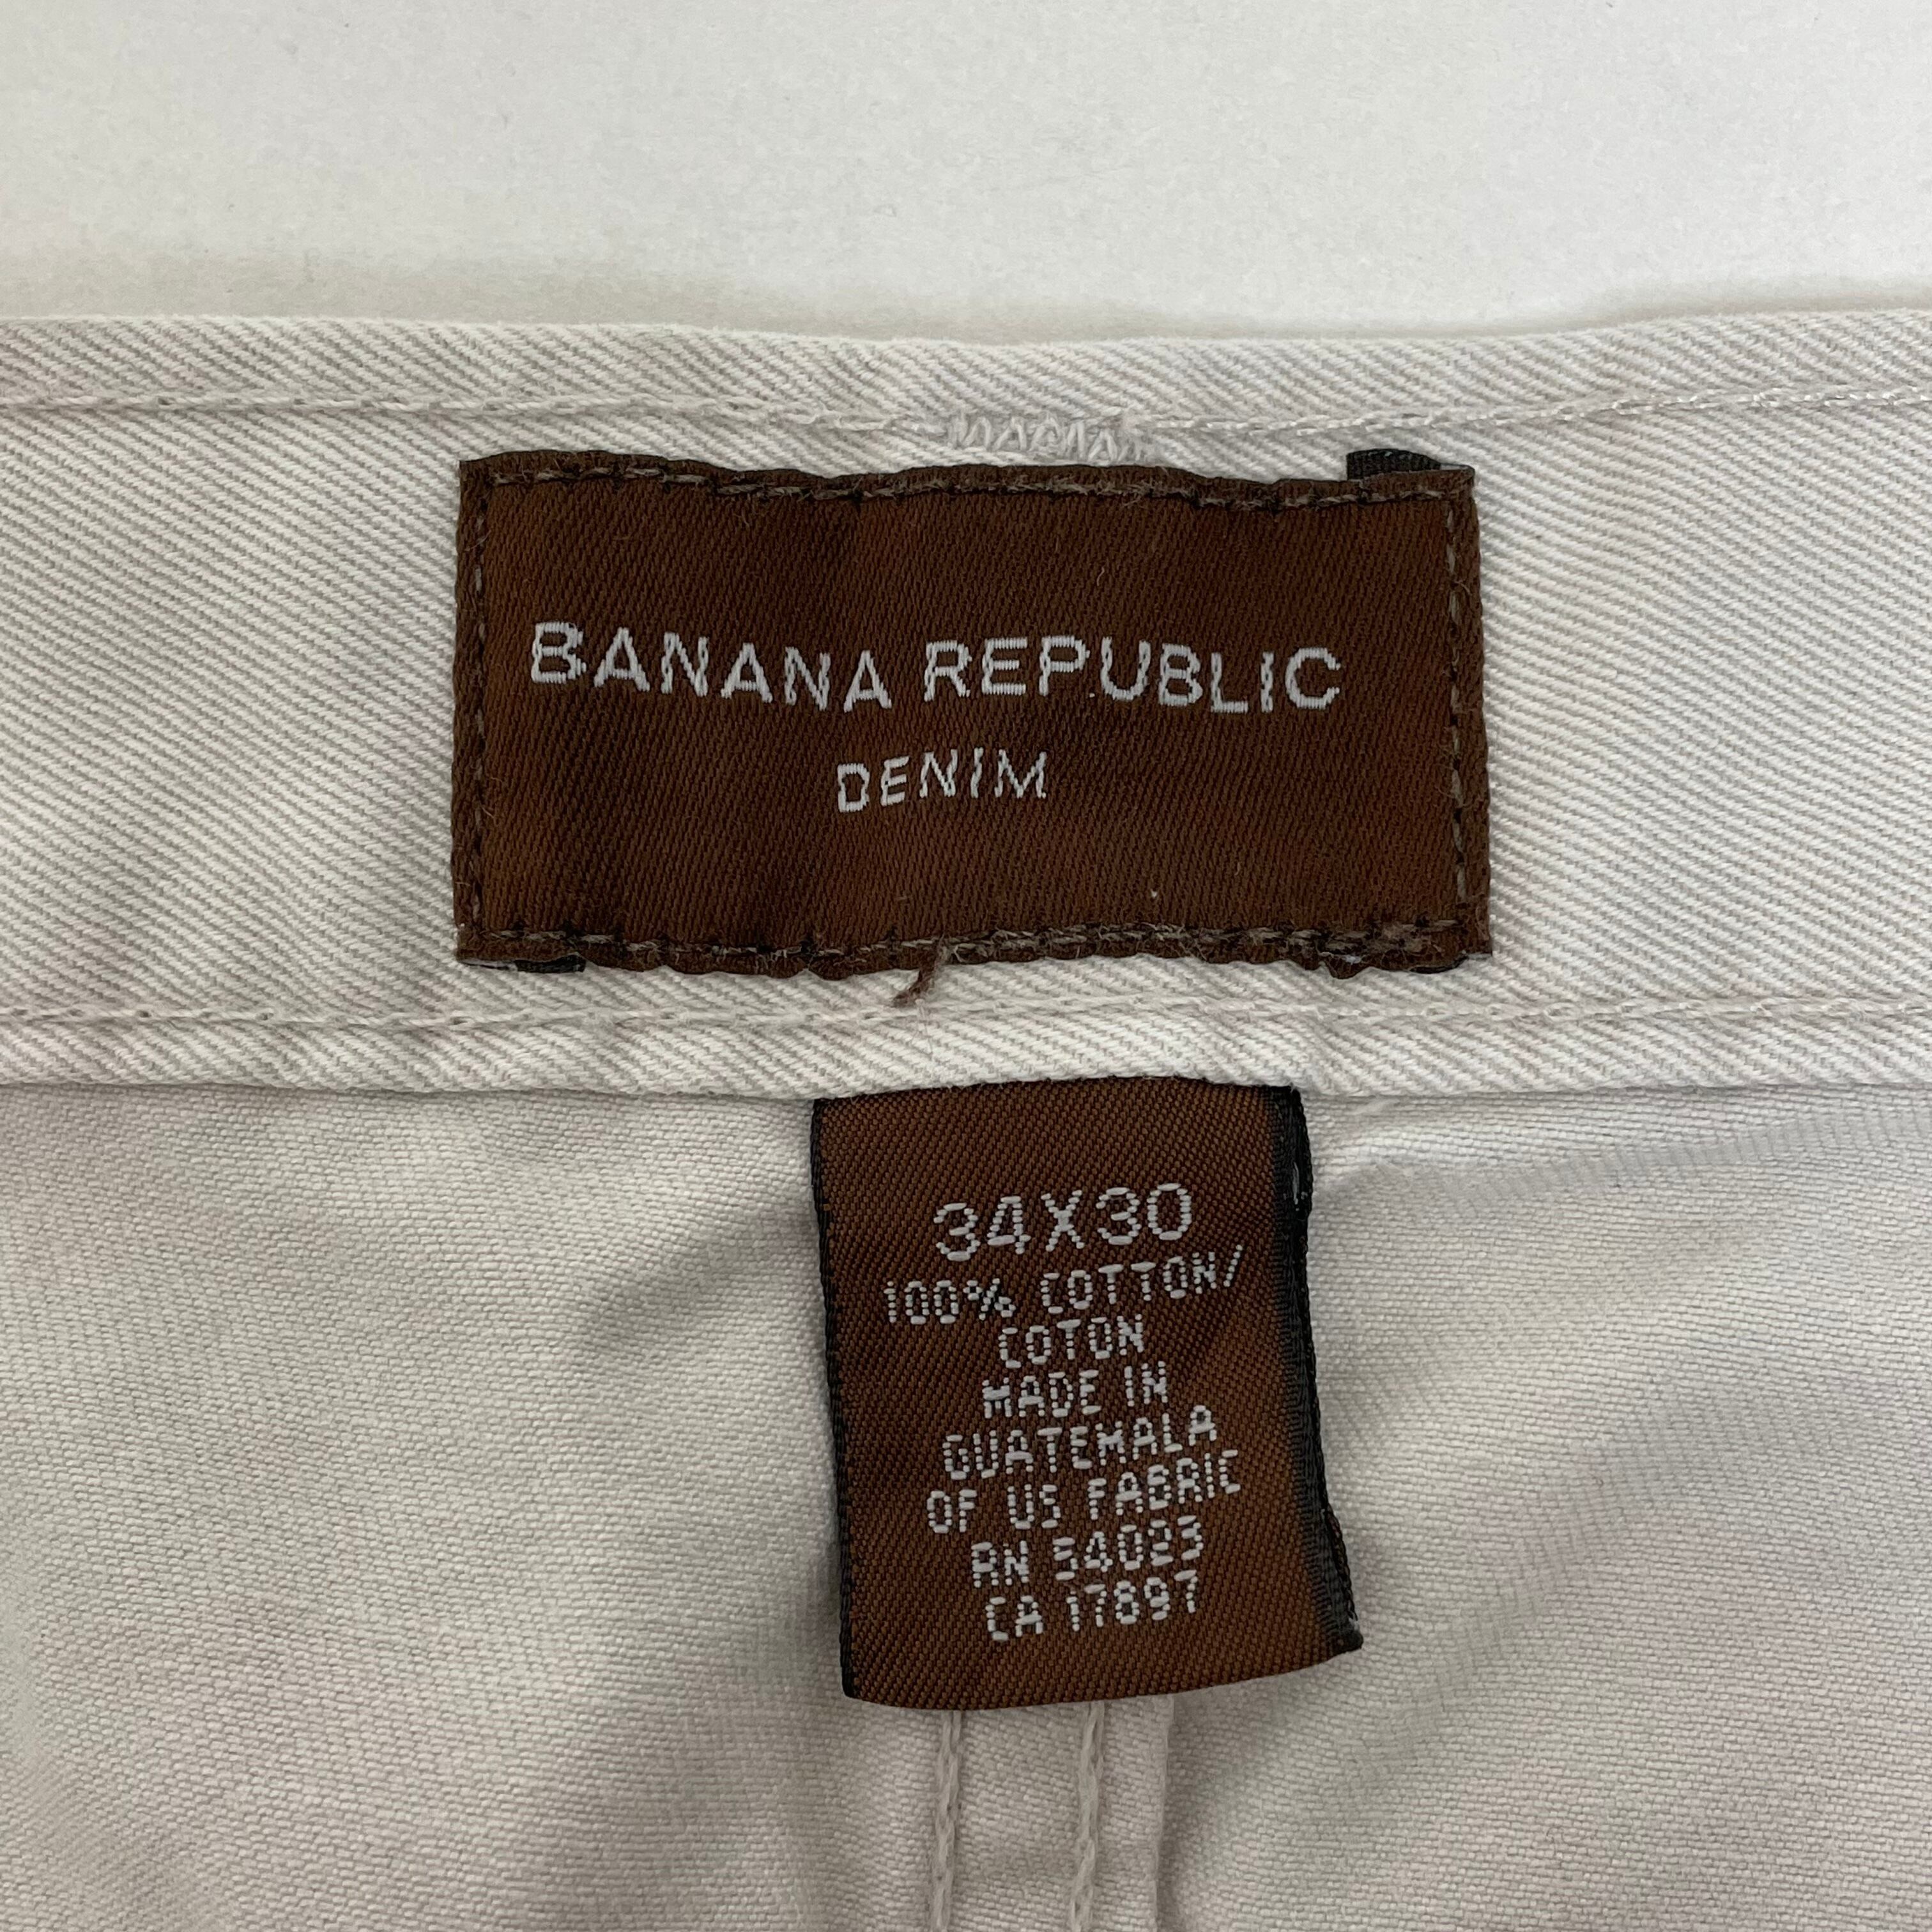 BANANA REPUBLIC
DENIM
34X30
100% COTTON/
COTON
MADE IN
GUATEMALA
OF US FABRIC
RN 54023
CA 17897